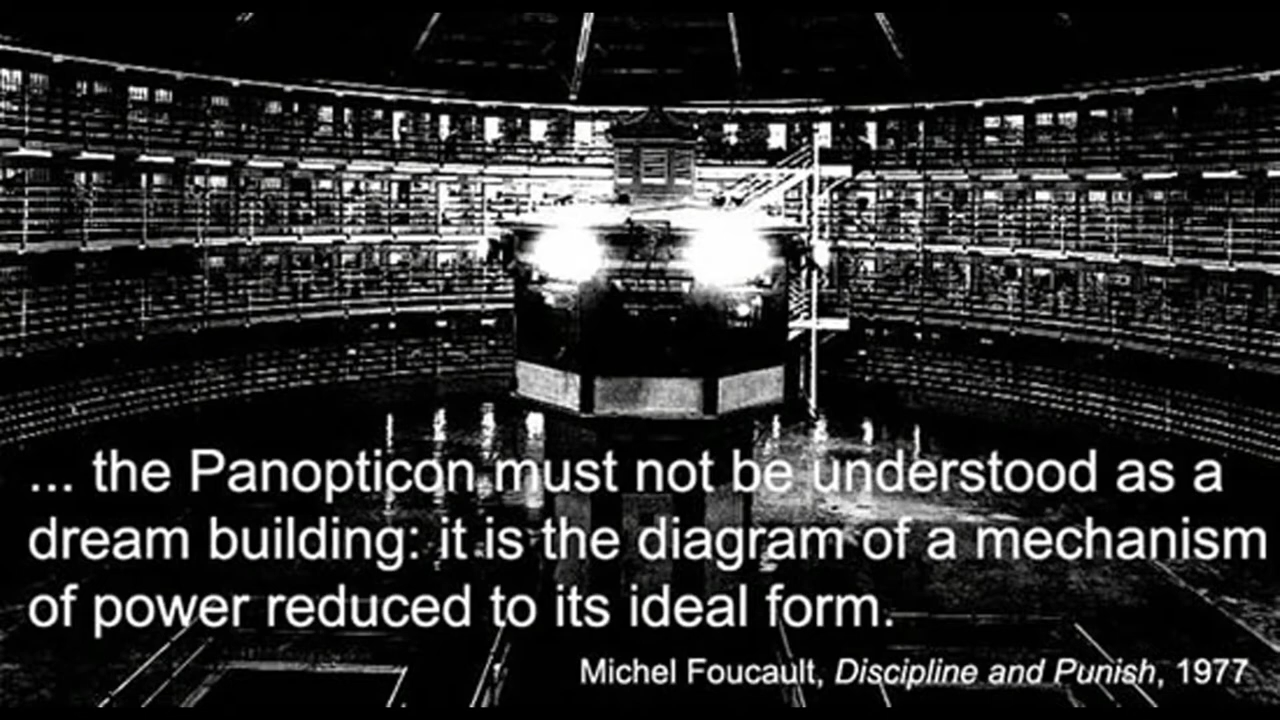 ... the Panopticon must not be understood as a
dream building: it is the diagram of a mechanism
of power reduced to its ideal form.
Michel Foucault, Discipline and Punish, 1977